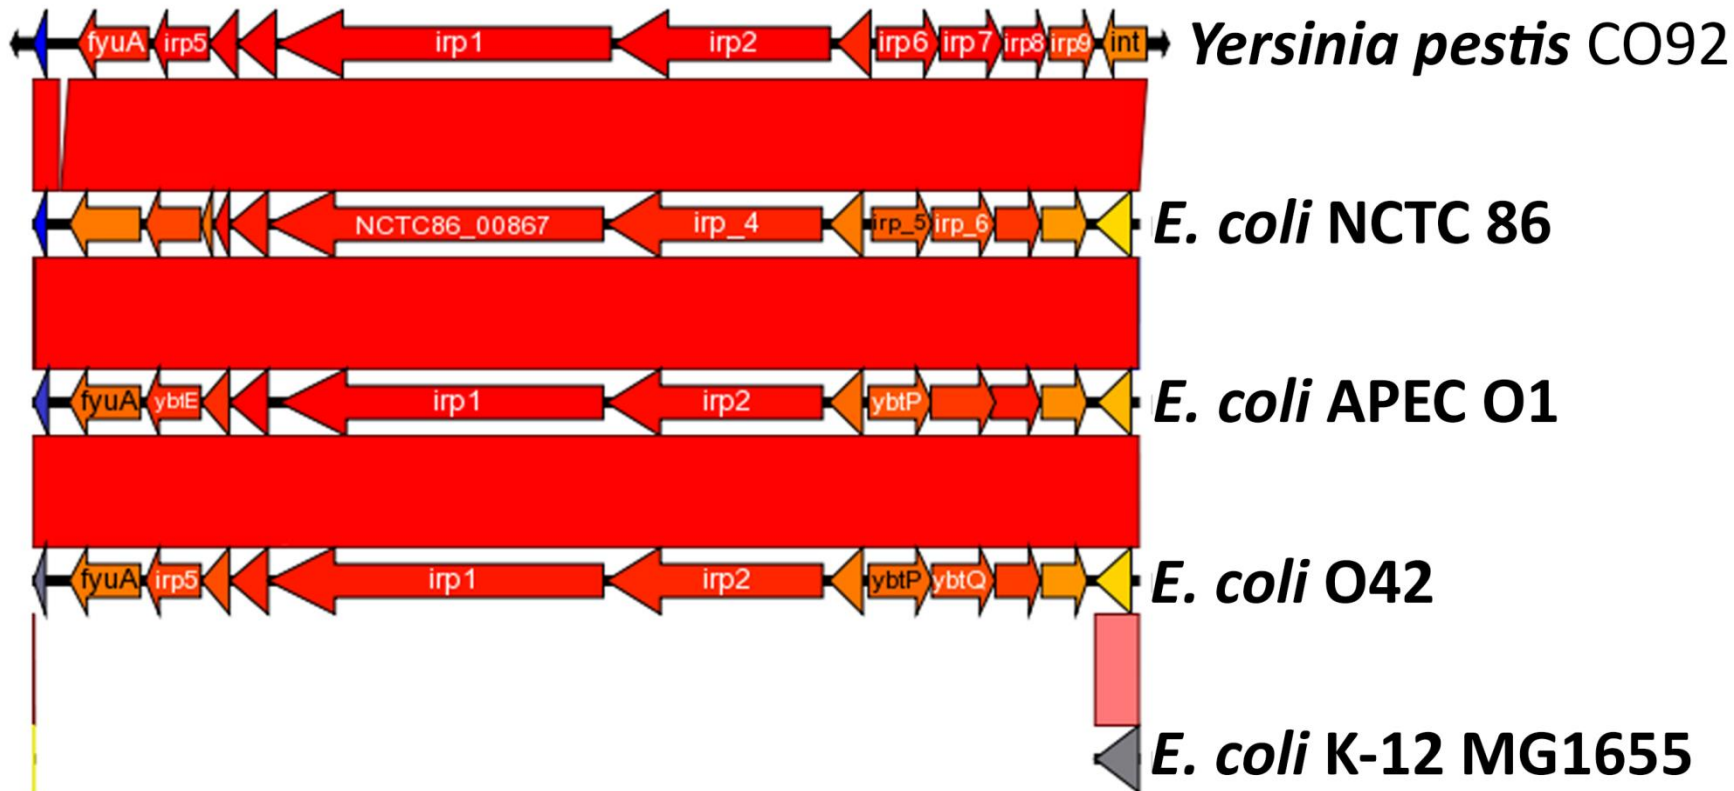 fyuA irp5 irp1 irp2 irp6 irp7 irp8 irp9 int Yersinia pestis CO92
NCTC86_00867 irp_4 irp_5 irp_6 E. coli NCTC 86
fyuA ybtE irp1 irp2 ybtP E. coli APEC O1
fyuA irp5 irp1 irp2 ybtP ybtQ E. coli O42
E. coli K-12 MG1655